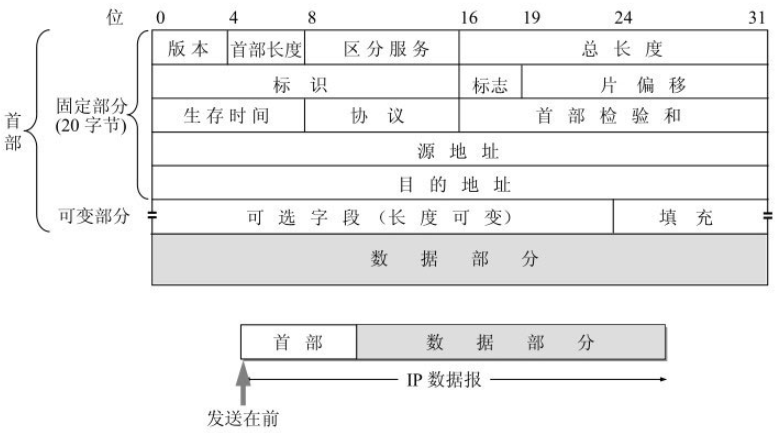 位 0 4 8 16 19 24 31
版本 首部长度 区分服务 总长度
标识 标志 片偏移
生存时间 协议 首部检验和
源地址
目的地址
可选字段（长度可变） 填充
数据部分
首部
固定部分
(20 字节)
可变部分
首部 数据部分
IP 数据报
发送在前